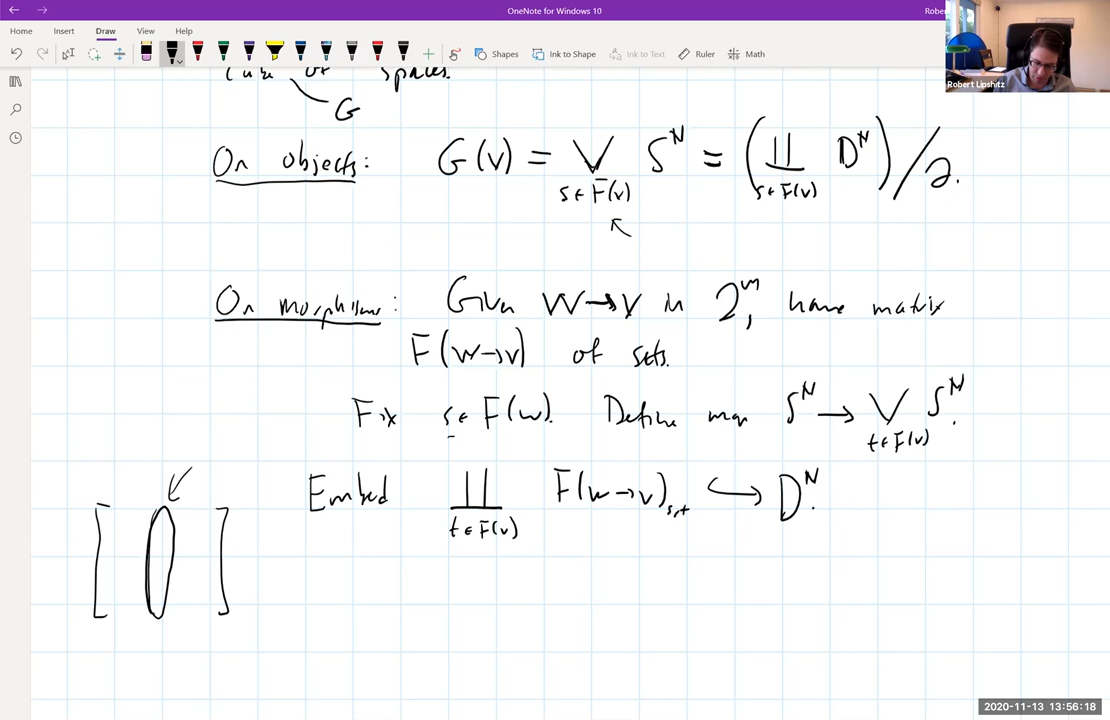 OneNote for Windows 10
Home Insert Draw View Help
Shapes Ink to Shape Ink to Text Ruler Math
Robert Lipshitz
of spaces.
G
On objects: G(v) = ⋁_{s∈F(v)} S^N = (∐_{s∈F(v)} D^N)/∂.
On morphisms: Given w→v in 2^n, have matrix
F(w→v) of sets.
Fix s∈F(w). Define map S^N → ⋁_{t∈F(v)} S^N.
Embed ∐_{t∈F(v)} F(w→v)_{s,t} ↪ D^N.
2020-11-13 13:56:18